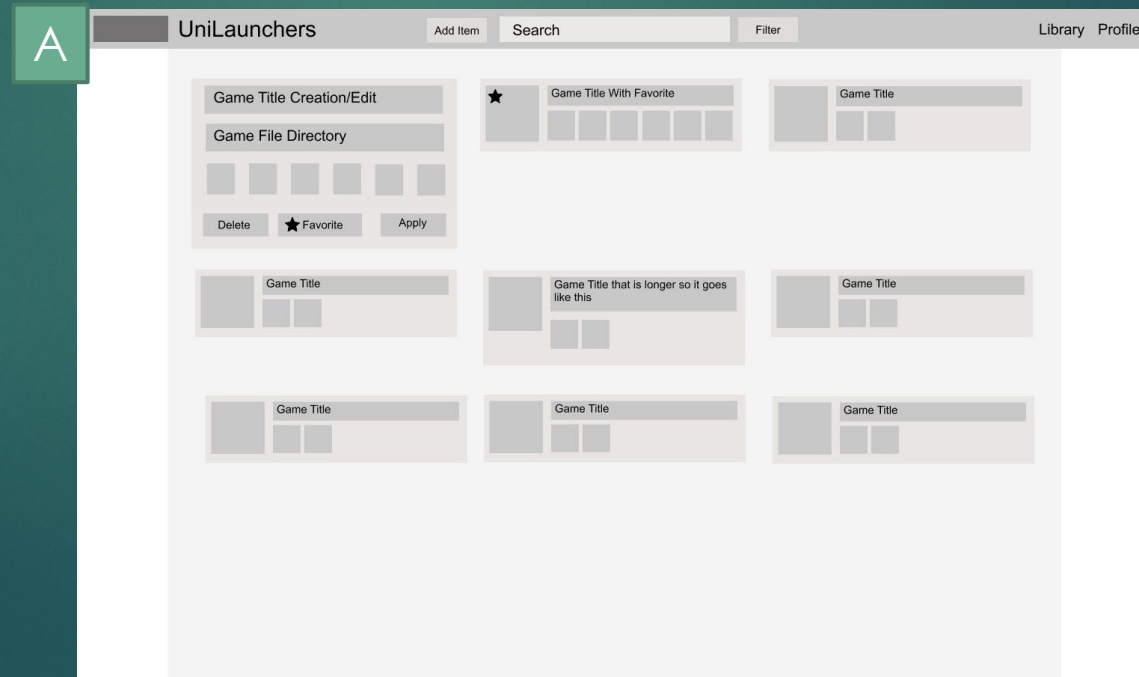 A
UniLaunchers
Add Item
Search
Filter
Library
Profile
Game Title Creation/Edit
Game File Directory
Delete
Favorite
Apply
Game Title With Favorite
Game Title
Game Title
Game Title that is longer so it goes
like this
Game Title
Game Title
Game Title
Game Title